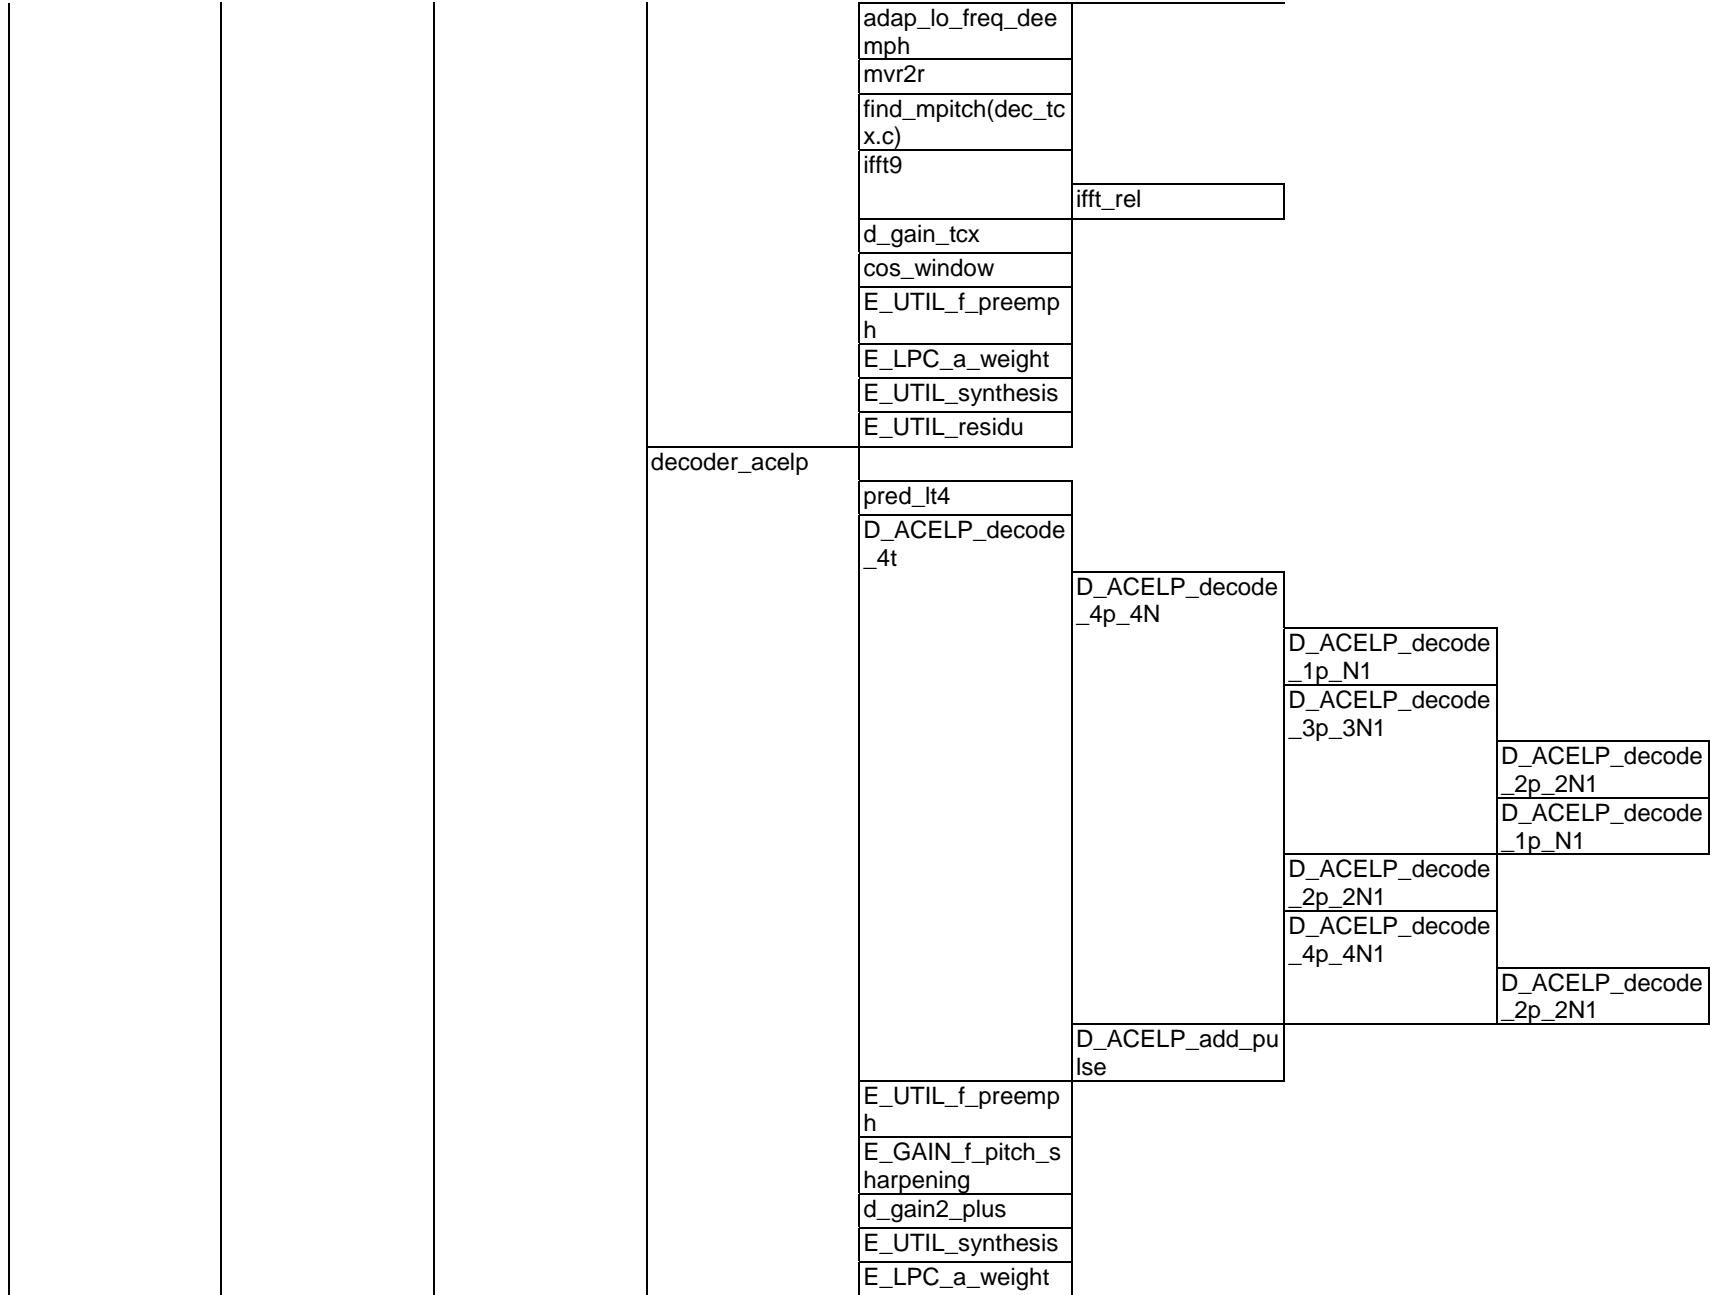 adap_lo_freq_dee
mph
mvr2r
find_mpitch(dec_tc
x.c)
ifft9
ifft_rel
d_gain_tcx
cos_window
E_UTIL_f_preemp
h
E_LPC_a_weight
E_UTIL_synthesis
E_UTIL_residu
decoder_acelp
pred_lt4
D_ACELP_decode
_4t
D_ACELP_decode
_4p_4N
D_ACELP_decode
_1p_N1
D_ACELP_decode
_3p_3N1
D_ACELP_decode
_2p_2N1
D_ACELP_decode
_1p_N1
D_ACELP_decode
_2p_2N1
D_ACELP_decode
_4p_4N1
D_ACELP_decode
_2p_2N1
D_ACELP_add_pu
lse
E_UTIL_f_preemp
h
E_GAIN_f_pitch_s
harpening
d_gain2_plus
E_UTIL_synthesis
E_LPC_a_weight